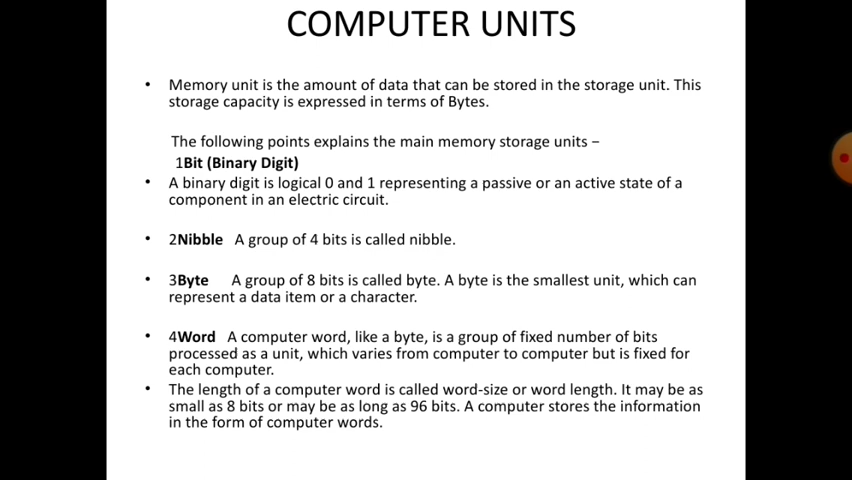 COMPUTER UNITS
• Memory unit is the amount of data that can be stored in the storage unit. This
storage capacity is expressed in terms of Bytes.
The following points explains the main memory storage units −
1Bit (Binary Digit)
• A binary digit is logical 0 and 1 representing a passive or an active state of a
component in an electric circuit.
• 2Nibble A group of 4 bits is called nibble.
• 3Byte A group of 8 bits is called byte. A byte is the smallest unit, which can
represent a data item or a character.
• 4Word A computer word, like a byte, is a group of fixed number of bits
processed as a unit, which varies from computer to computer but is fixed for
each computer.
• The length of a computer word is called word-size or word length. It may be as
small as 8 bits or may be as long as 96 bits. A computer stores the information
in the form of computer words.